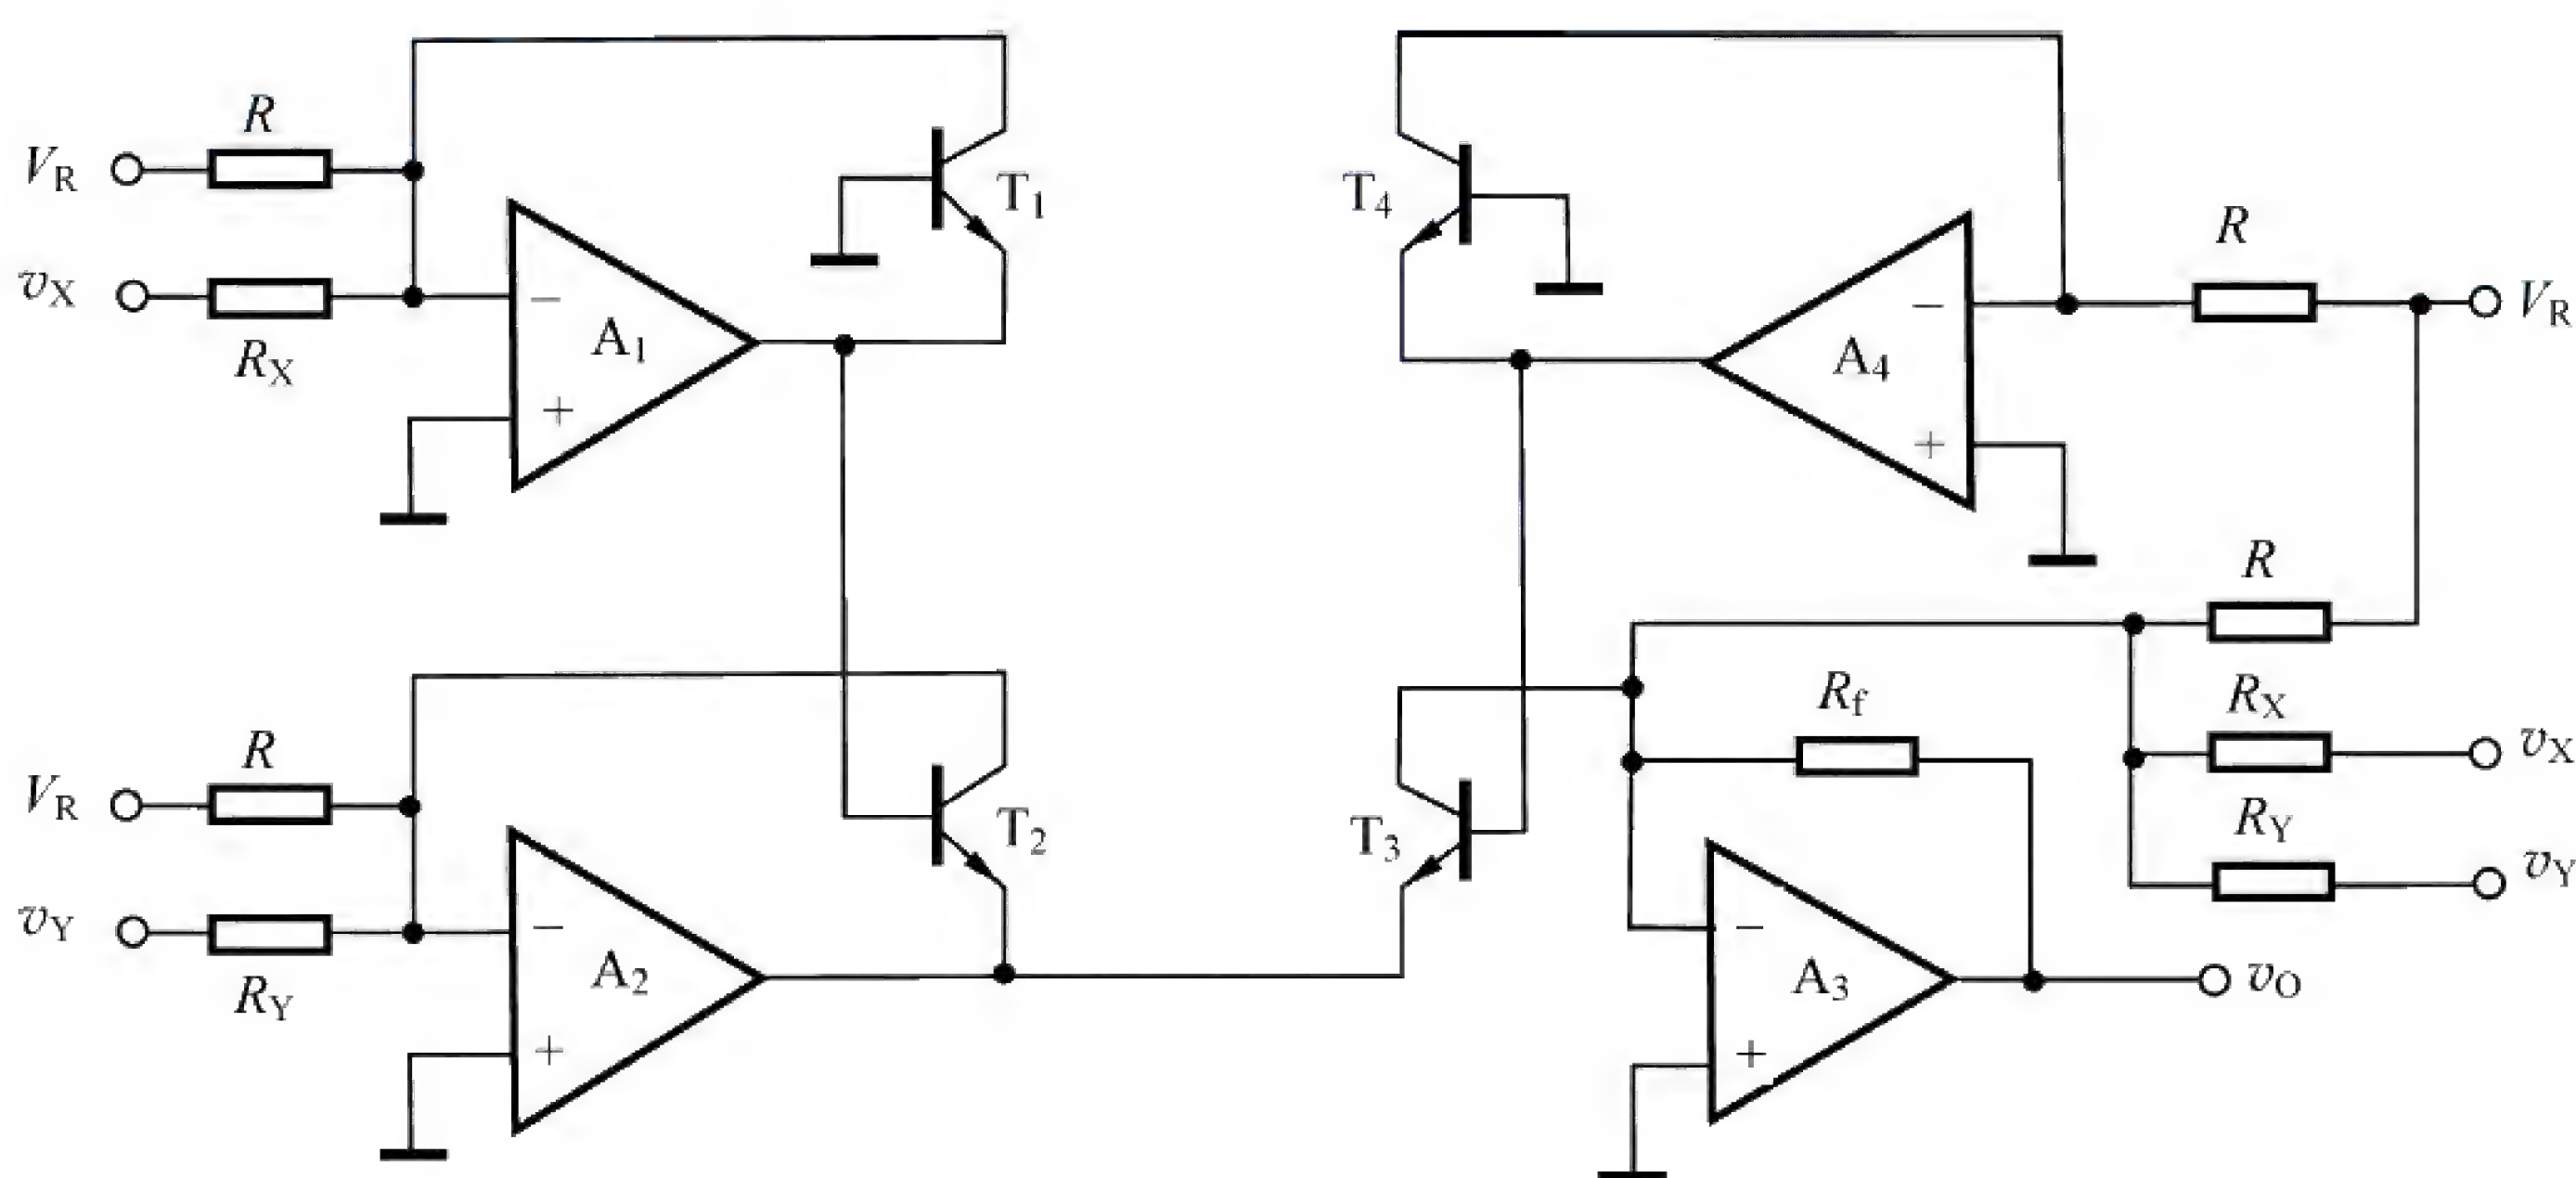 R
V_R
v_X
R_X
−
A_1
+
T_1
T_4
−
A_4
+
R
V_R
R
V_R
v_Y
R_Y
−
A_2
+
T_2
T_3
R
R_X
v_X
R_Y
v_Y
R_f
−
A_3
+
v_O